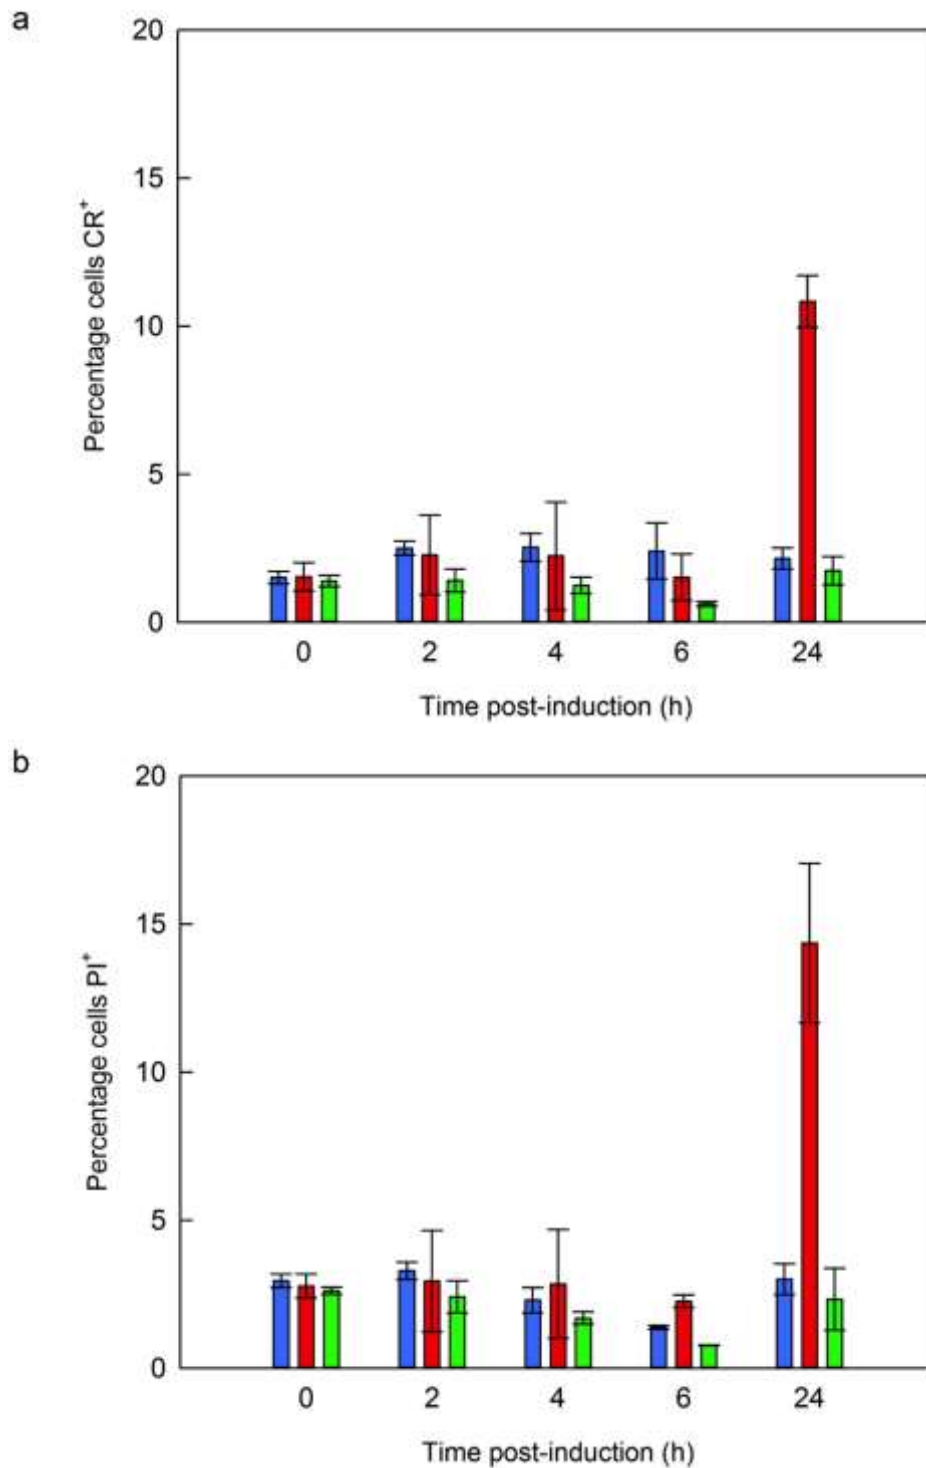 a
20
15
10
5
0
Percentage cells CR⁺
0 2 4 6 24
Time post-induction (h)
b
20
15
10
5
0
Percentage cells PI⁺
0 2 4 6 24
Time post-induction (h)